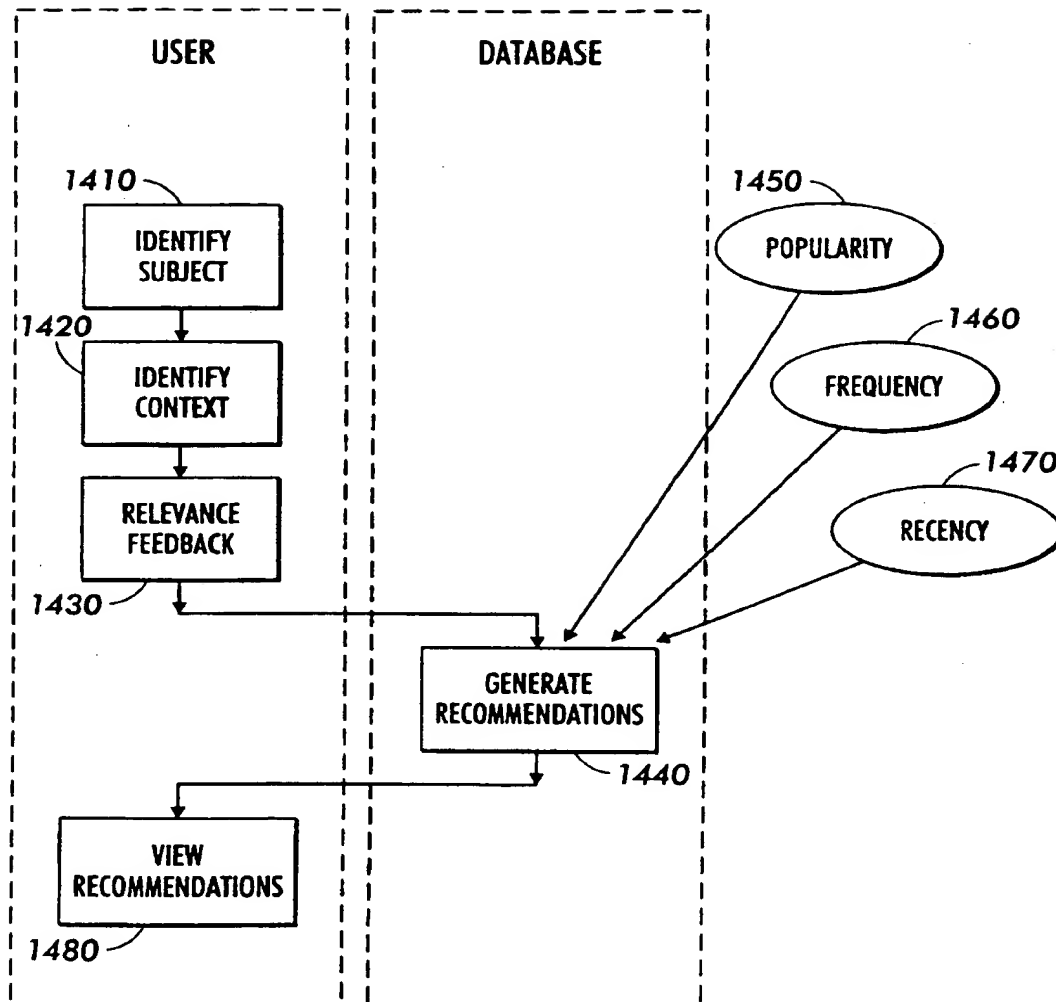 USER
DATABASE
1410
IDENTIFY
SUBJECT
1420
IDENTIFY
CONTEXT
RELEVANCE
FEEDBACK
1430
1450
POPULARITY
1460
FREQUENCY
1470
RECENCY
GENERATE
RECOMMENDATIONS
1440
VIEW
RECOMMENDATIONS
1480